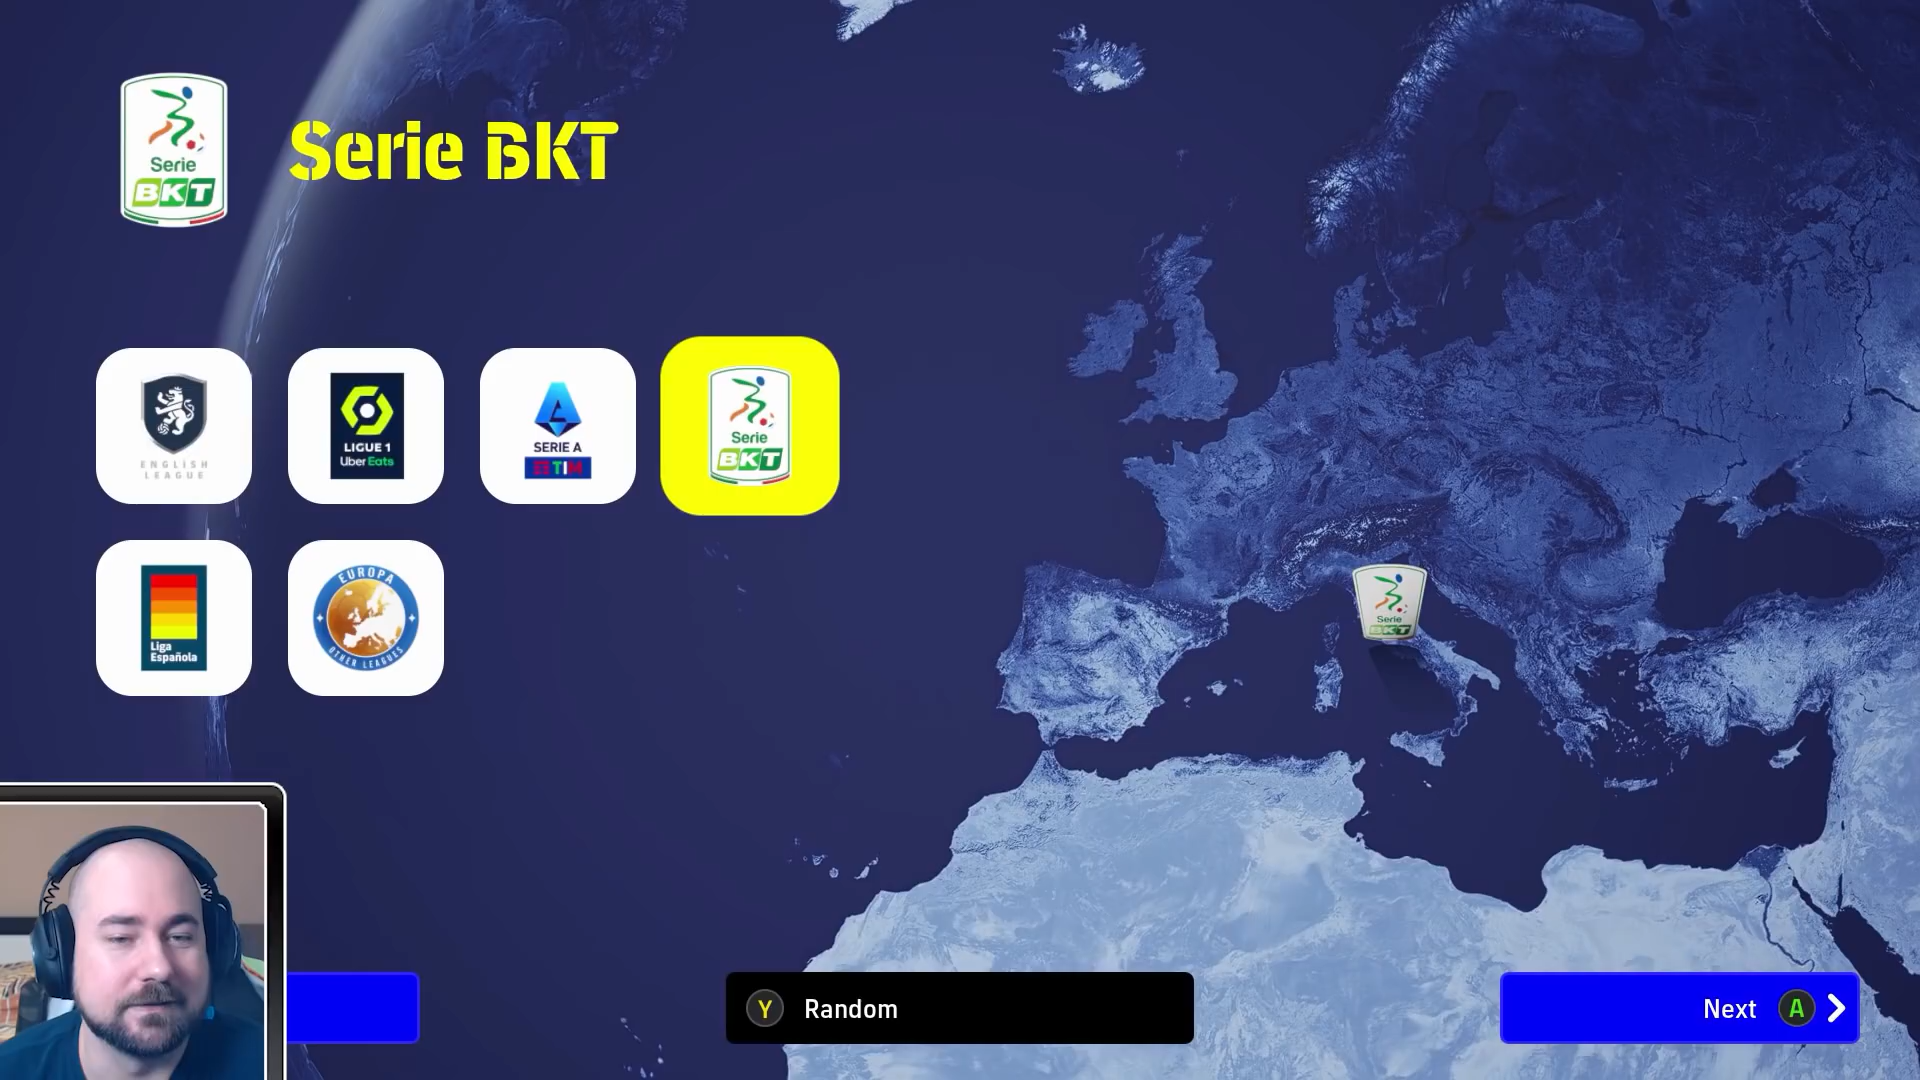 Serie
BKT
Serie BKT
ENGLISH
LEAGUE
LIGUE 1
Uber Eats
SERIE A
TIM
Serie
BKT
Liga
Española
EUROPA
OTHER LEAGUES
Serie
BKT
Y Random
Next A